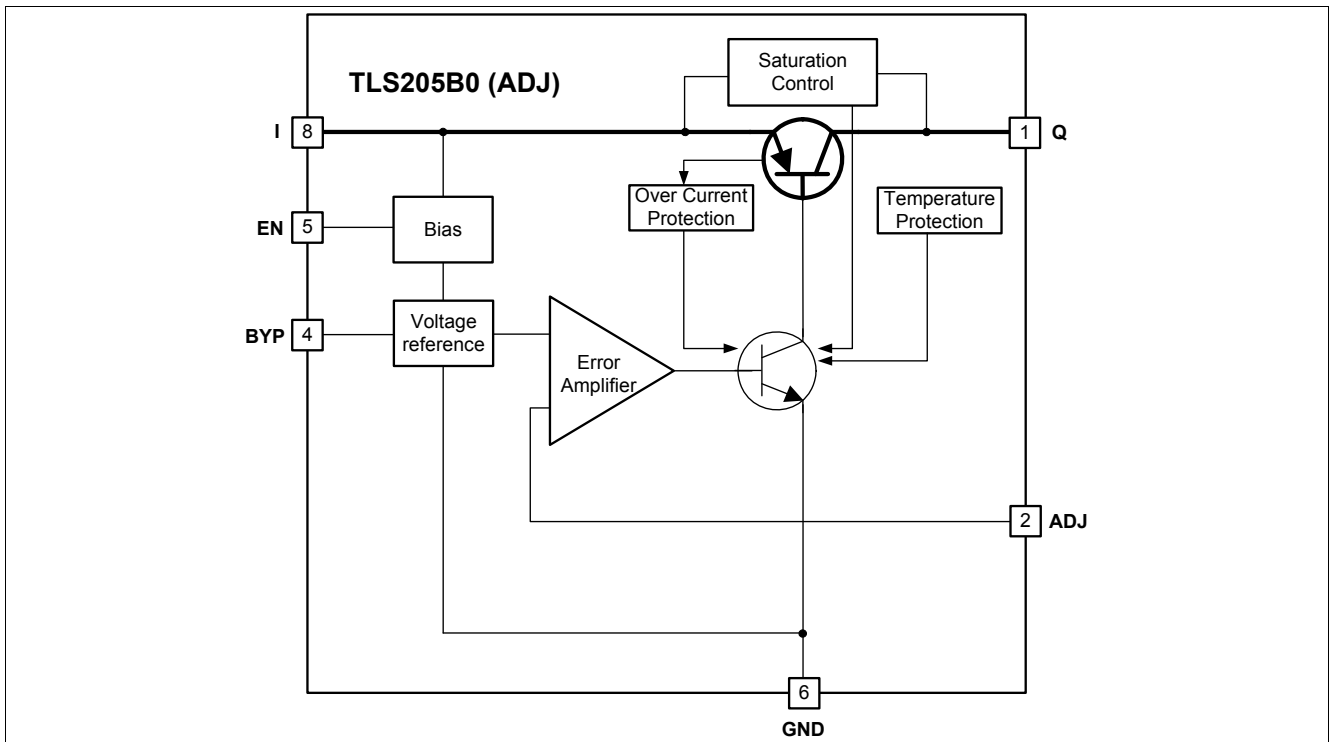 Saturation
Control
TLS205B0 (ADJ)
I 8
1 Q
Over Current
Protection
Temperature
Protection
EN 5
Bias
BYP 4
Voltage
reference
Error
Amplifier
2 ADJ
6
GND